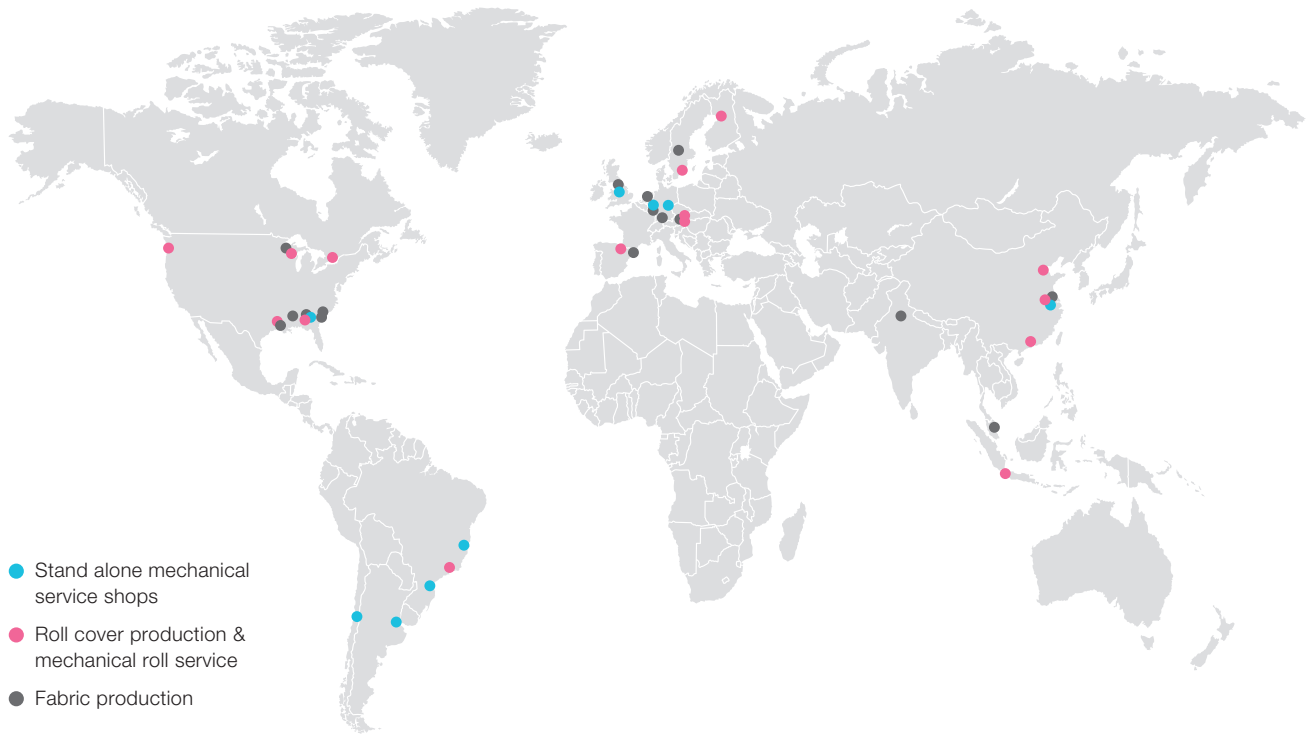 Stand alone mechanical
service shops
Roll cover production &
mechanical roll service
Fabric production